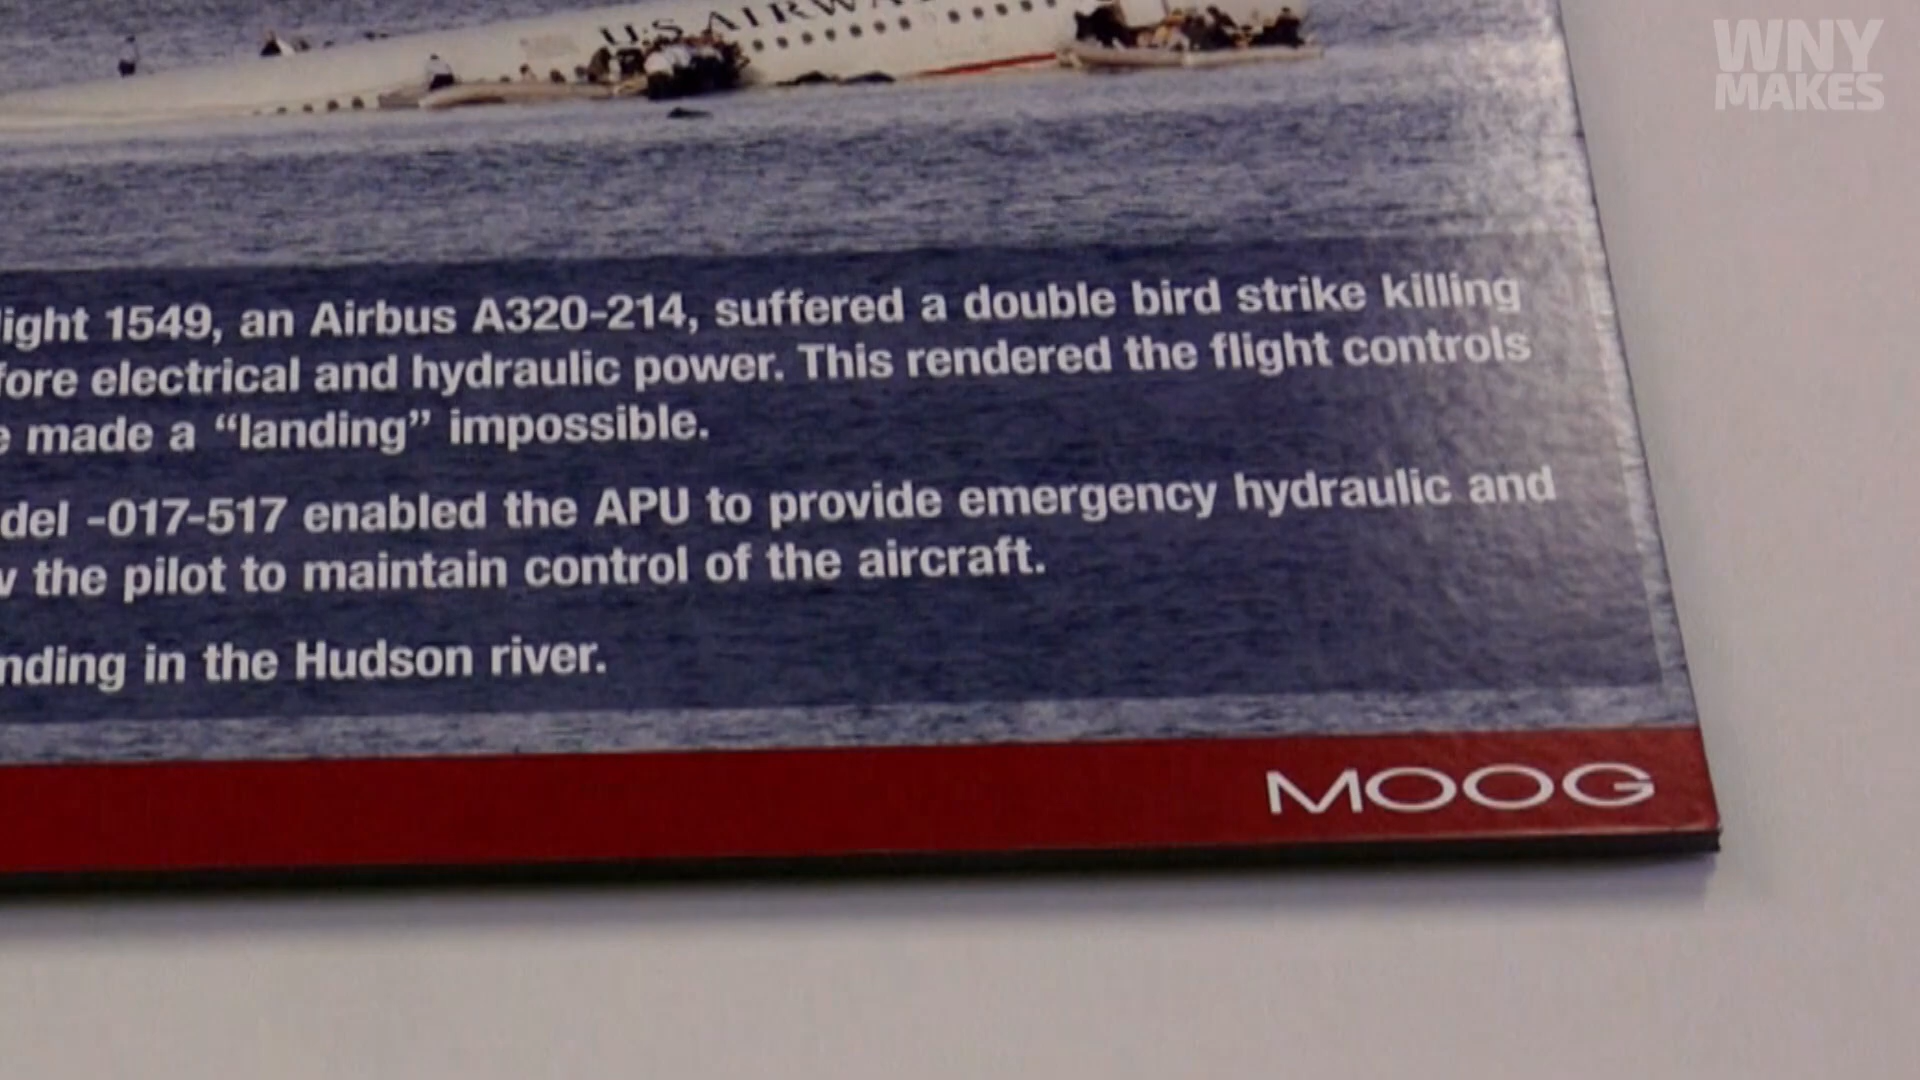 WNY
MAKES
U.S. AIRWA
ight 1549, an Airbus A320-214, suffered a double bird strike killing
fore electrical and hydraulic power. This rendered the flight controls
e made a “landing” impossible.
del -017-517 enabled the APU to provide emergency hydraulic and
the pilot to maintain control of the aircraft.
nding in the Hudson river.
MOOG